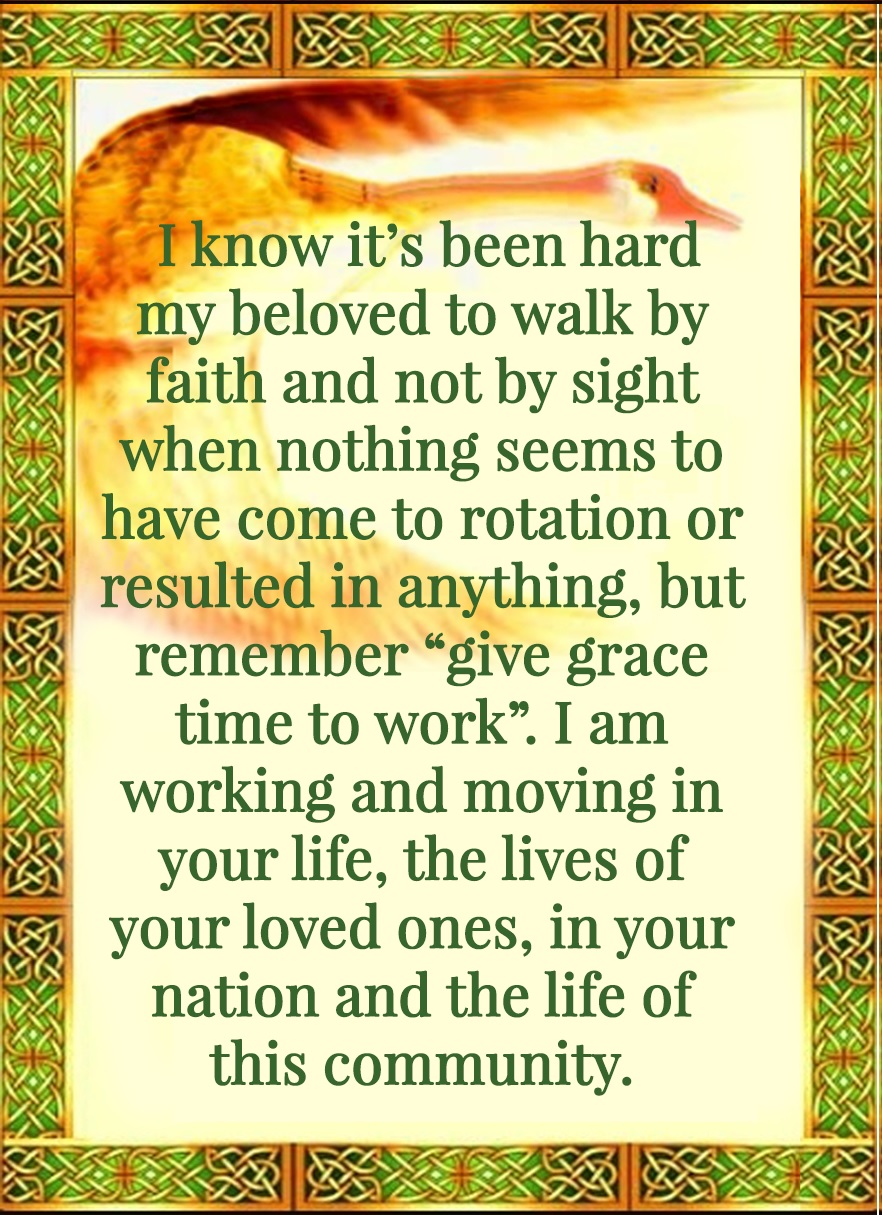 I know it’s been hard
my beloved to walk by
faith and not by sight
when nothing seems to
have come to rotation or
resulted in anything, but
remember “give grace
time to work”. I am
working and moving in
your life, the lives of
your loved ones, in your
nation and the life of
this community.